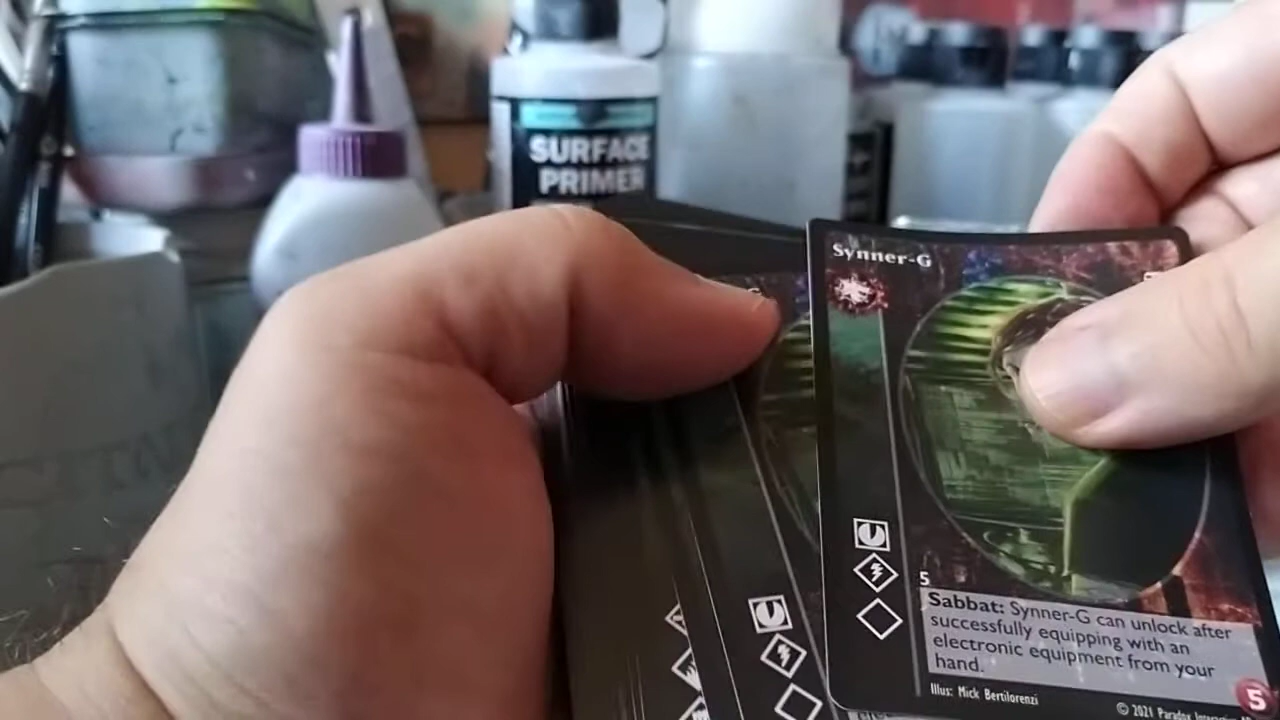 SURFACE
PRIMER
Synner-G
5
Sabbat: Synner-G can unlock after
successfully equipping with an
electronic equipment from your
hand.
Illus: Mick Bertilorenzi
© 2021 Paradox
5